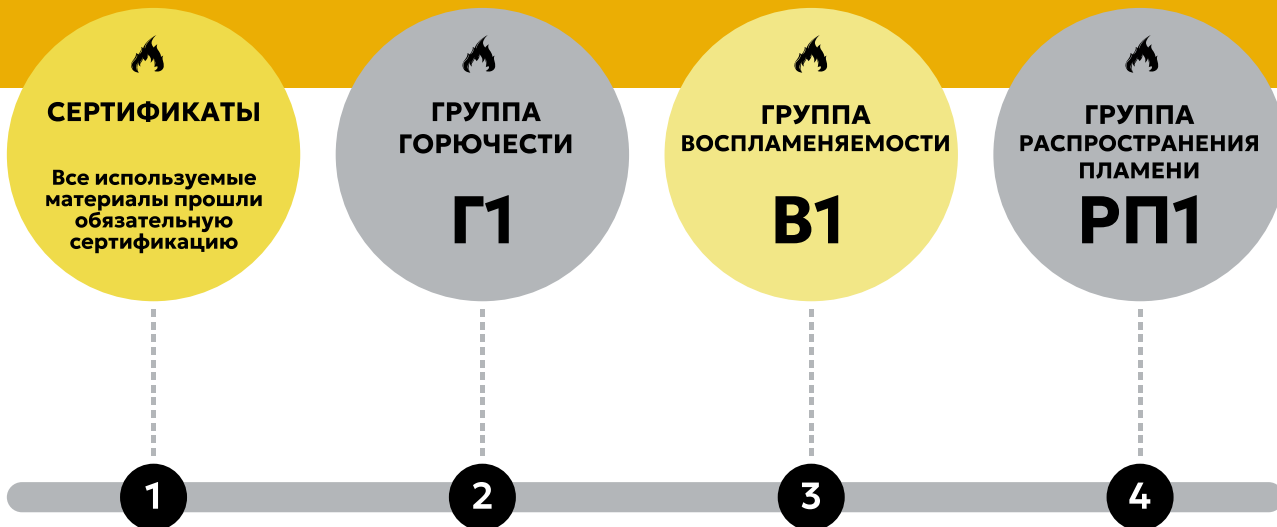 СЕРТИФИКАТЫ
Все используемые
материалы прошли
обязательную
сертификацию
ГРУППА
ГОРЮЧЕСТИ
Г1
ГРУППА
ВОСПЛАМЕНЯЕМОСТИ
В1
ГРУППА
РАСПРОСТРАНЕНИЯ
ПЛАМЕНИ
РП1
1
2
3
4